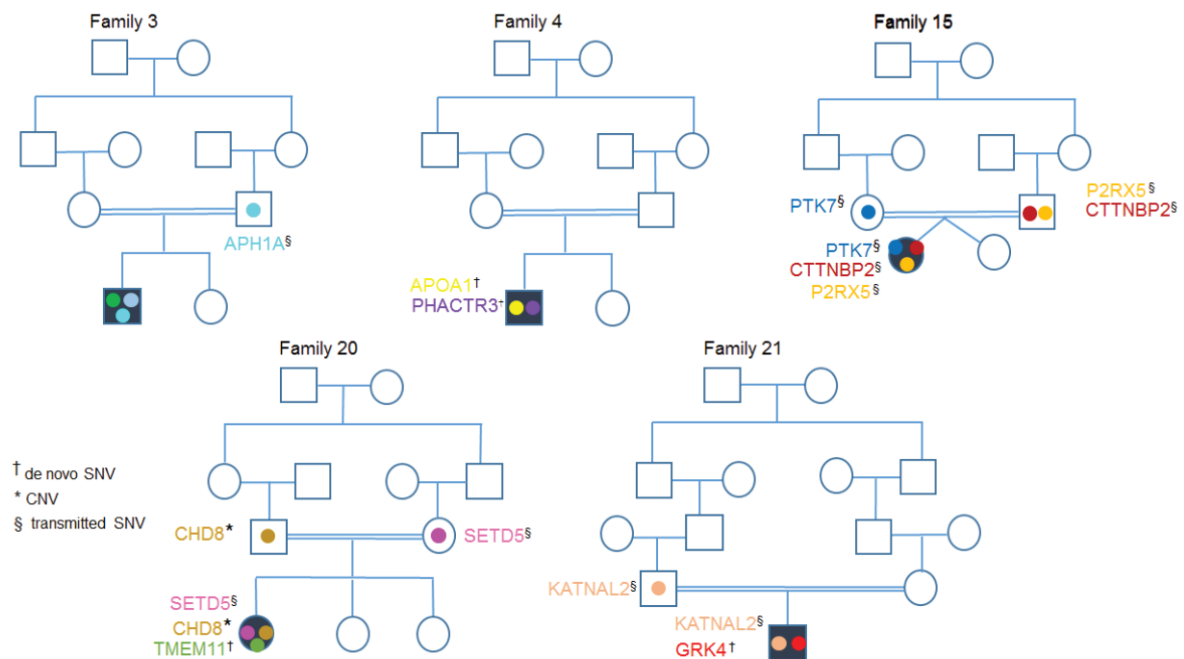 Family 3
Family 4
Family 15
APH1A§
APOA1†
PHACTR3†
PTK7§
P2RX5§
CTTNBP2§
PTK7§
CTTNBP2§
P2RX5§
Family 20
Family 21
† de novo SNV
* CNV
§ transmitted SNV
CHD8*
SETD5§
SETD5§
CHD8*
TMEM11†
KATNAL2§
KATNAL2§
GRK4†